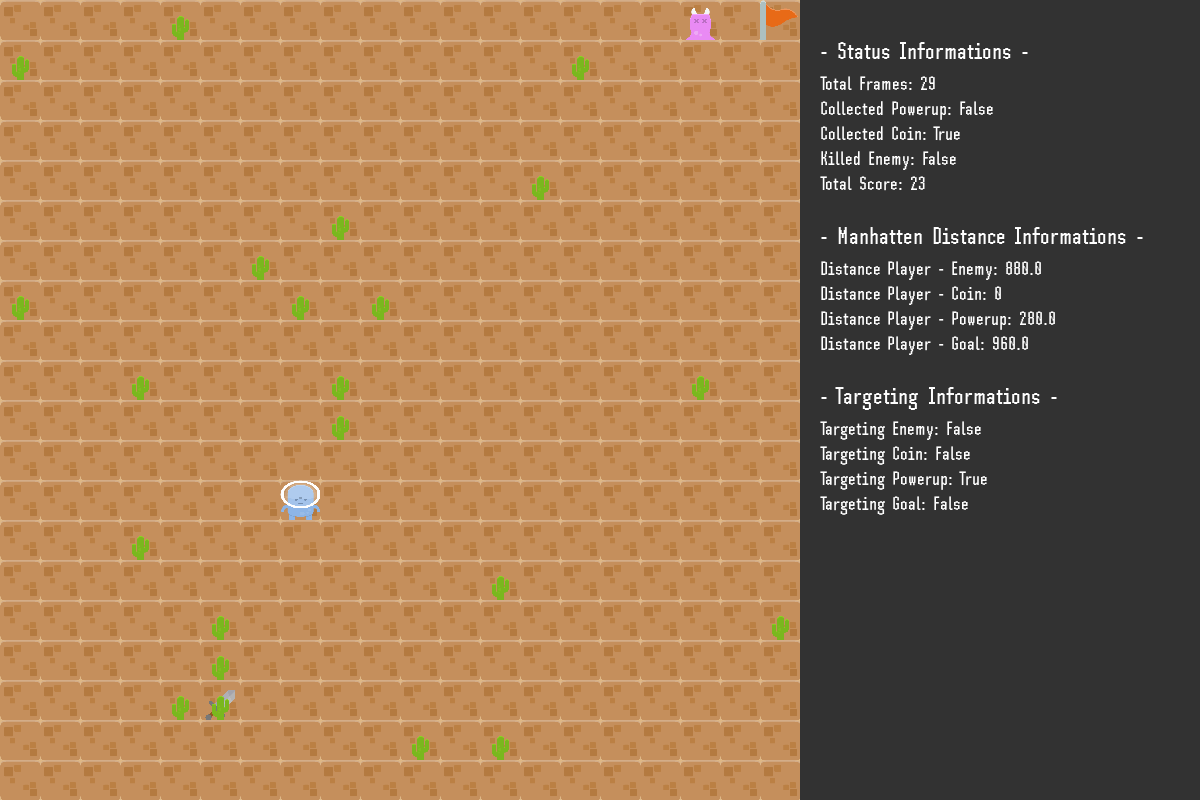 - Status Informations -
Total Frames: 29
Collected Powerup: False
Collected Coin: True
Killed Enemy: False
Total Score: 23
- Manhatten Distance Informations -
Distance Player - Enemy: 880.0
Distance Player - Coin: 0
Distance Player - Powerup: 280.0
Distance Player - Goal: 960.0
- Targeting Informations -
Targeting Enemy: False
Targeting Coin: False
Targeting Powerup: True
Targeting Goal: False